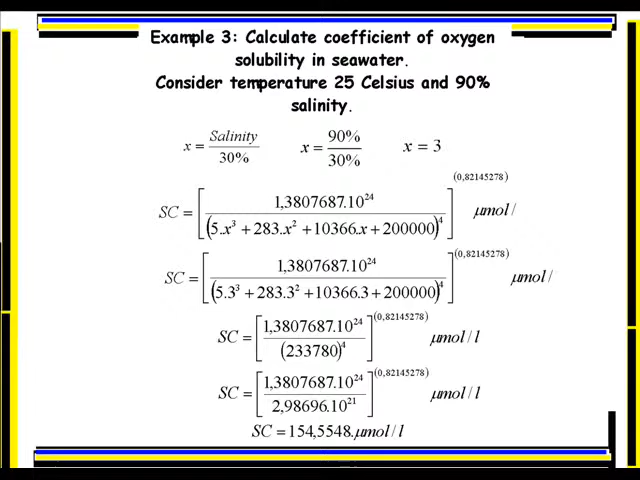 Example 3: Calculate coefficient of oxygen
solubility in seawater.
Consider temperature 25 Celsius and 90%
salinity.
x = Salinity / 30%    x = 90% / 30%    x = 3
SC = [ 1,3807687.10^24 / (5.x^3 + 283.x^2 + 10366.x + 200000)^4 ]^(0,82145278) μmol /
SC = [ 1,3807687.10^24 / (5.3^3 + 283.3^2 + 10366.3 + 200000)^4 ]^(0,82145278) μmol /
SC = [ 1,3807687.10^24 / (233780)^4 ]^(0,82145278) μmol / l
SC = [ 1,3807687.10^24 / 2,98696.10^21 ]^(0,82145278) μmol / l
SC = 154,5548.μmol / l